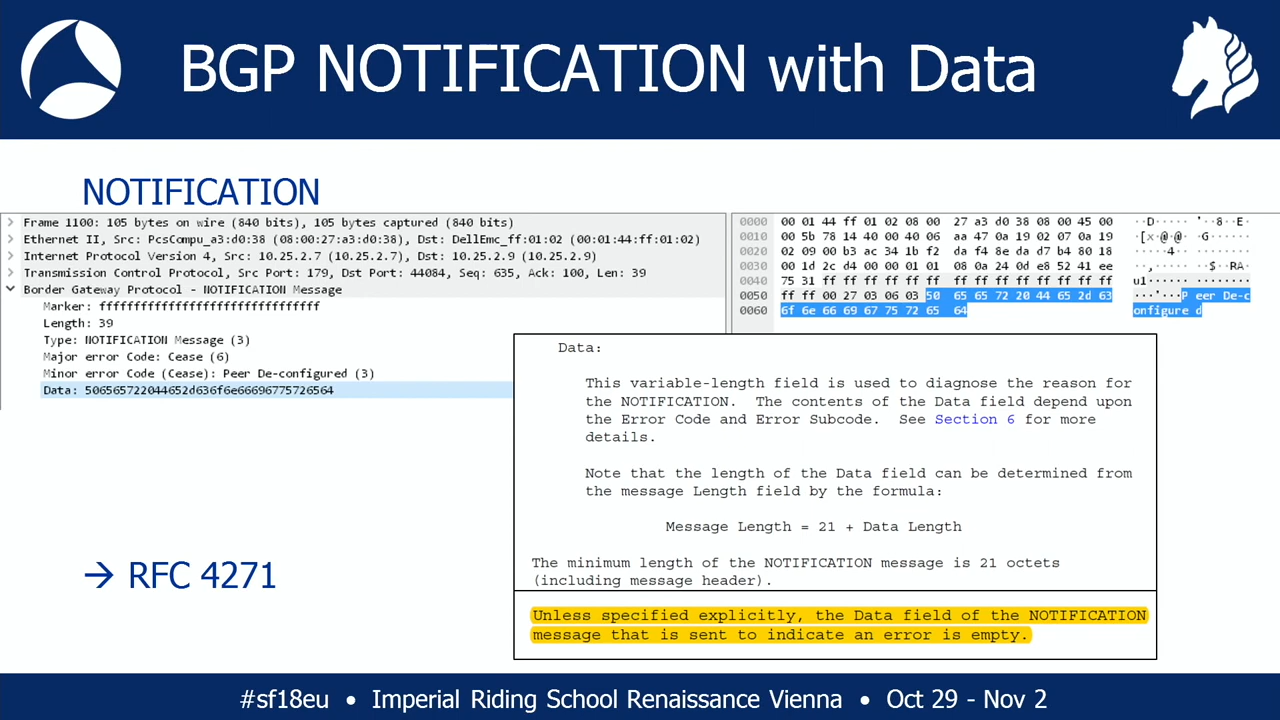 BGP NOTIFICATION with Data
NOTIFICATION
Frame 1100: 105 bytes on wire (840 bits), 105 bytes captured (840 bits)
Ethernet II, Src: PcsCompu_a3:d0:38 (08:00:27:a3:d0:38), Dst: DellEmc_ff:01:02 (00:01:44:ff:01:02)
Internet Protocol Version 4, Src: 10.25.2.7 (10.25.2.7), Dst: 10.25.2.9 (10.25.2.9)
Transmission Control Protocol, Src Port: 179, Dst Port: 44084, Seq: 635, Ack: 100, Len: 39
Border Gateway Protocol - NOTIFICATION Message
Marker: ffffffffffffffffffffffffffffffff
Length: 39
Type: NOTIFICATION Message (3)
Major error Code: Cease (6)
Minor error Code (Cease): Peer De-configured (3)
Data: 506565722044652d636f6e66696775726564
0000 00 01 44 ff 01 02 08 00 27 a3 d0 38 08 00 45 00 ··D·····'··8··E·
0010 00 5b 78 14 40 00 40 06 aa 47 0a 19 02 07 0a 19 ·[x·@·@··G······
0020 02 09 00 b3 ac 34 1b f2 da f4 8e da d7 b4 80 18 ·····4··········
0030 00 1d 2c d4 00 00 01 01 08 0a 24 0d e8 52 41 ee ··,·······$··RA·
0040 75 31 ff ff ff ff ff ff ff ff ff ff ff ff ff ff u1··············
0050 ff ff 00 27 03 06 03 50 65 65 72 20 44 65 2d 63 ···'···Peer De-c
0060 6f 6e 66 69 67 75 72 65 64 onfigured
Data:
This variable-length field is used to diagnose the reason for
the NOTIFICATION. The contents of the Data field depend upon
the Error Code and Error Subcode. See Section 6 for more
details.
Note that the length of the Data field can be determined from
the message Length field by the formula:
Message Length = 21 + Data Length
The minimum length of the NOTIFICATION message is 21 octets
(including message header).
Unless specified explicitly, the Data field of the NOTIFICATION
message that is sent to indicate an error is empty.
→ RFC 4271
#sf18eu • Imperial Riding School Renaissance Vienna • Oct 29 - Nov 2